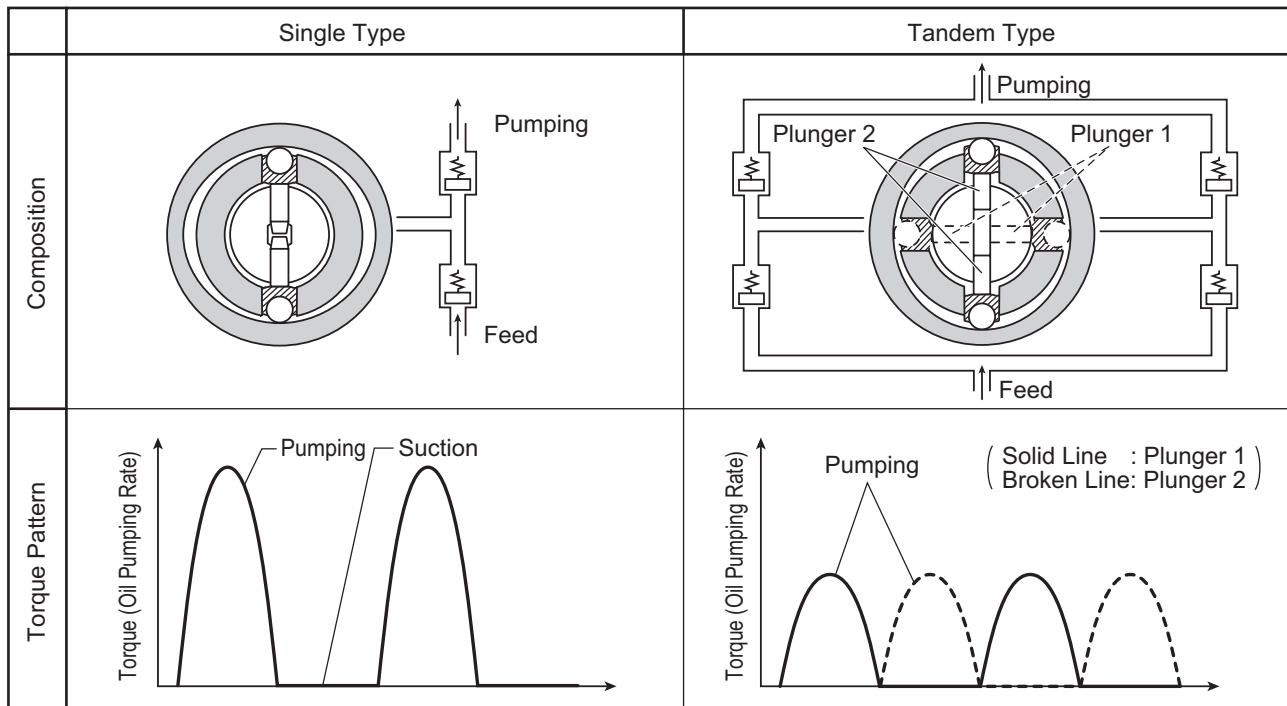 Single Type
Tandem Type
Composition
Pumping
Feed
Pumping
Plunger 2
Plunger 1
Feed
Torque Pattern
Torque (Oil Pumping Rate)
Pumping
Suction
Torque (Oil Pumping Rate)
Pumping
( Solid Line : Plunger 1
Broken Line: Plunger 2 )